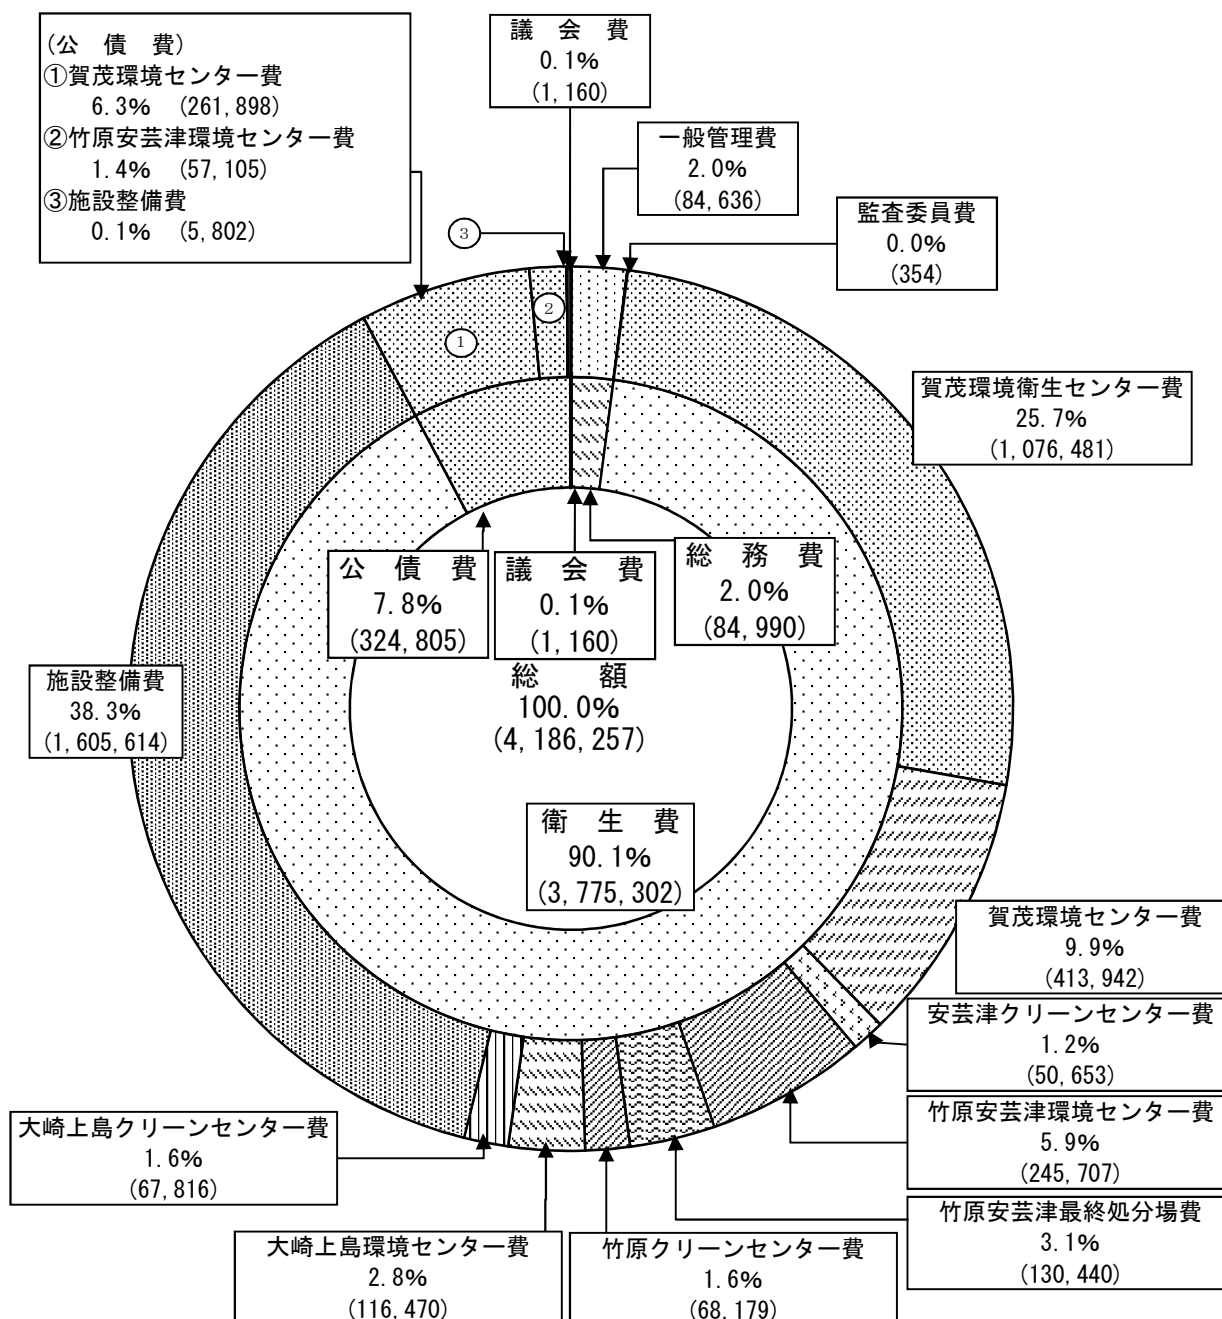 (公　債　費)
①賀茂環境センター費
6.3%　(261,898)
②竹原安芸津環境センター費
1.4%　(57,105)
③施設整備費
0.1%　(5,802)
議　会　費
0.1%
(1,160)
一般管理費
2.0%
(84,636)
監査委員費
0.0%
(354)
③
②
①
賀茂環境衛生センター費
25.7%
(1,076,481)
公　債　費
7.8%
(324,805)
議　会　費
0.1%
(1,160)
総　務　費
2.0%
(84,990)
総　　額
100.0%
(4,186,257)
施設整備費
38.3%
(1,605,614)
衛　生　費
90.1%
(3,775,302)
賀茂環境センター費
9.9%
(413,942)
安芸津クリーンセンター費
1.2%
(50,653)
竹原安芸津環境センター費
5.9%
(245,707)
竹原安芸津最終処分場費
3.1%
(130,440)
大崎上島クリーンセンター費
1.6%
(67,816)
大崎上島環境センター費
2.8%
(116,470)
竹原クリーンセンター費
1.6%
(68,179)